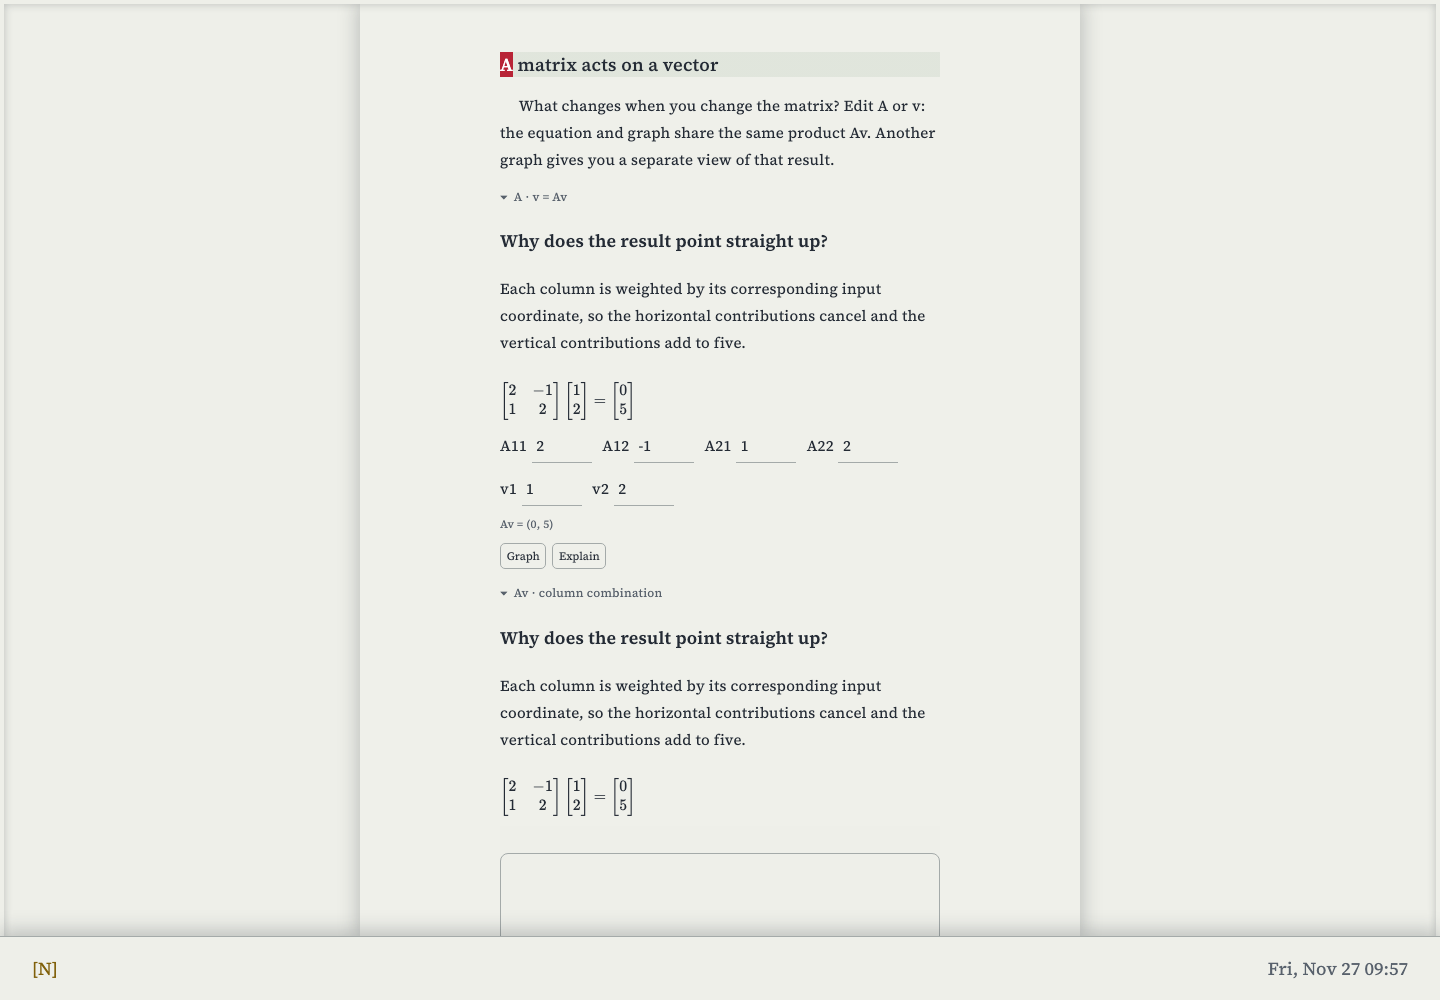 A matrix acts on a vector
What changes when you change the matrix? Edit A or v:
the equation and graph share the same product Av. Another
graph gives you a separate view of that result.
A · v = Av
Why does the result point straight up?
Each column is weighted by its corresponding input
coordinate, so the horizontal contributions cancel and the
vertical contributions add to five.
[2 −1] [1] = [0]
[1 2] [2] [5]
A11 2 A12 -1 A21 1 A22 2
v1 1 v2 2
Av = (0, 5)
Graph Explain
Av · column combination
Why does the result point straight up?
Each column is weighted by its corresponding input
coordinate, so the horizontal contributions cancel and the
vertical contributions add to five.
[2 −1] [1] = [0]
[1 2] [2] [5]
[N] Fri, Nov 27 09:57